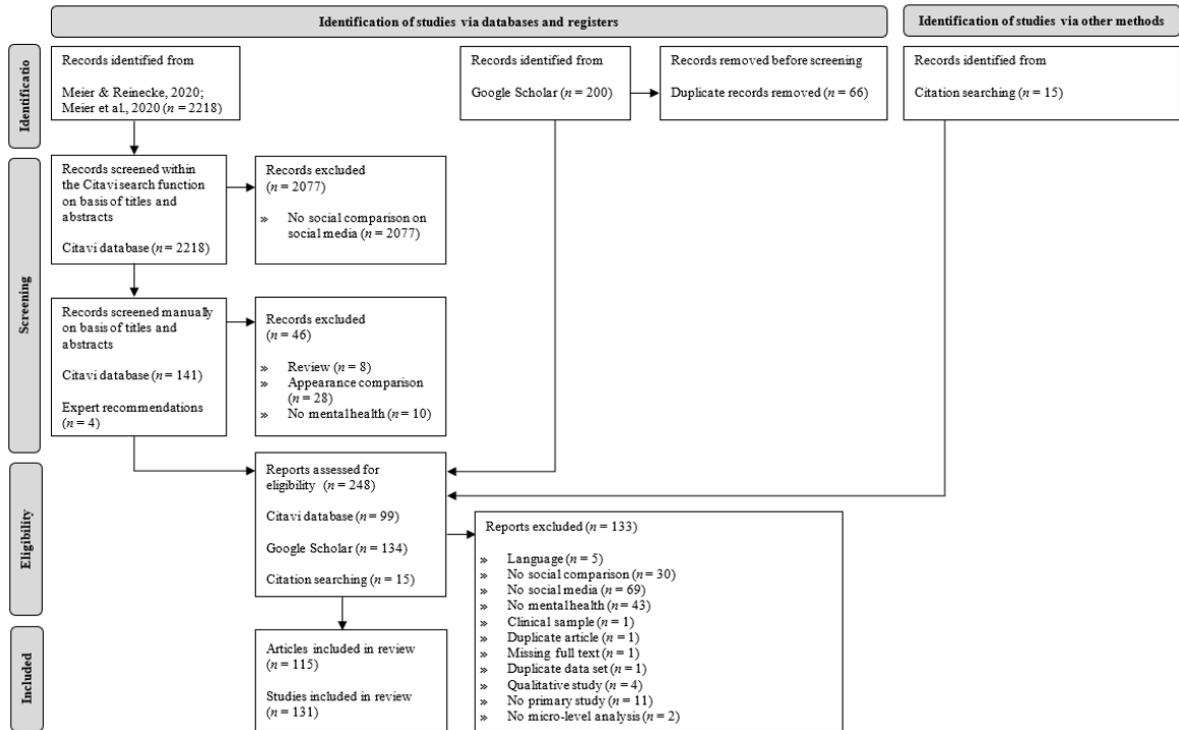 Identification of studies via databases and registers
Identification of studies via other methods
Identificatio
Records identified from
Meier & Reinecke, 2020;
Meier et al., 2020 (n = 2218)
Records identified from
Google Scholar (n = 200)
Records removed before screening
Duplicate records removed (n = 66)
Records identified from
Citation searching (n = 15)
Screening
Records screened within
the Citavi search function
on basis of titles and
abstracts
Citavi database (n = 2218)
Records excluded
(n = 2077)
» No social comparison on
social media (n = 2077)
Records screened manually
on basis of titles and
abstracts
Citavi database (n = 141)
Expert recommendations
(n = 4)
Records excluded
(n = 46)
» Review (n = 8)
» Appearance comparison
(n = 28)
» No mental health (n = 10)
Eligibility
Reports assessed for
eligibility (n = 248)
Citavi database (n = 99)
Google Scholar (n = 134)
Citation searching (n = 15)
Reports excluded (n = 133)
» Language (n = 5)
» No social comparison (n = 30)
» No social media (n = 69)
» No mental health (n = 43)
» Clinical sample (n = 1)
» Duplicate article (n = 1)
» Missing full text (n = 1)
» Duplicate data set (n = 1)
» Qualitative study (n = 4)
» No primary study (n = 11)
» No micro-level analysis (n = 2)
Included
Articles included in review
(n = 115)
Studies included in review
(n = 131)